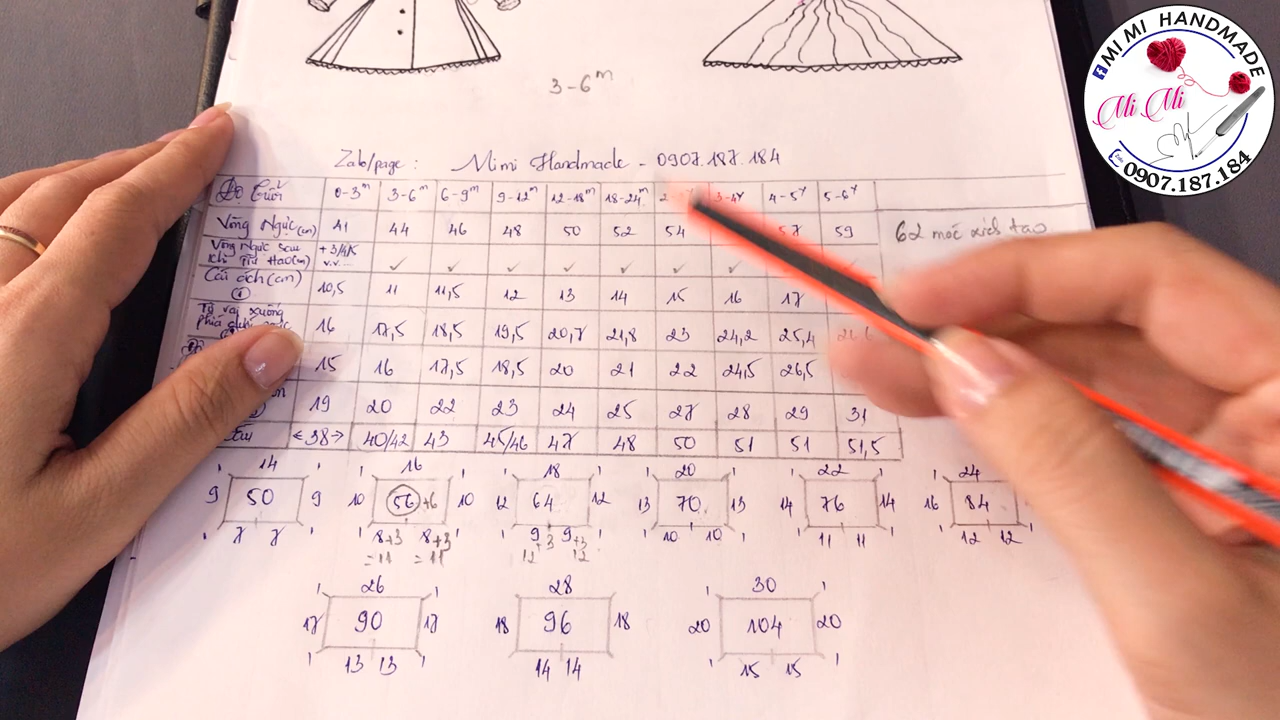 MI MI HANDMADE
Mi Mi
0907.187.184
3-6m
Zalo/page : Mimi Handmade - 0907.187.184
Độ tuổi 0-3m 3-6m 6-9m 9-12m 12-18m 18-24m 3-4y 4-5y 5-6y
Vòng Ngực (cm) 41 44 46 48 50 52 54 57 59
62 móc xích tạo
Vòng Ngực sau +3/4K
khi trừ hao (cm) v.v... ✓ ✓ ✓ ✓ ✓ ✓ ✓
Cầu ách (cm) 10,5 11 11,5 12 13 14 15 16 17
1
Từ vai xuống
phía dưới 16 17,5 18,5 19,5 20,7 21,8 23 24,2 25,4
15 16 17,5 18,5 20 21 22 24,5 26,5
19 20 22 23 24 25 27 28 29 31
<38> 40/42 43 45/46 47 48 50 51 51 51,5
14 16 18 20 22 24
9 50 9 10 56 +6 10 12 64 12 13 70 13 14 76 14 16 84
7 7 8+3 8+3 9+3 9+3 10 10 11 11 12 12
=11 =11 12 12
26 28 30
17 90 17 18 96 18 20 104 20
13 13 14 14 15 15